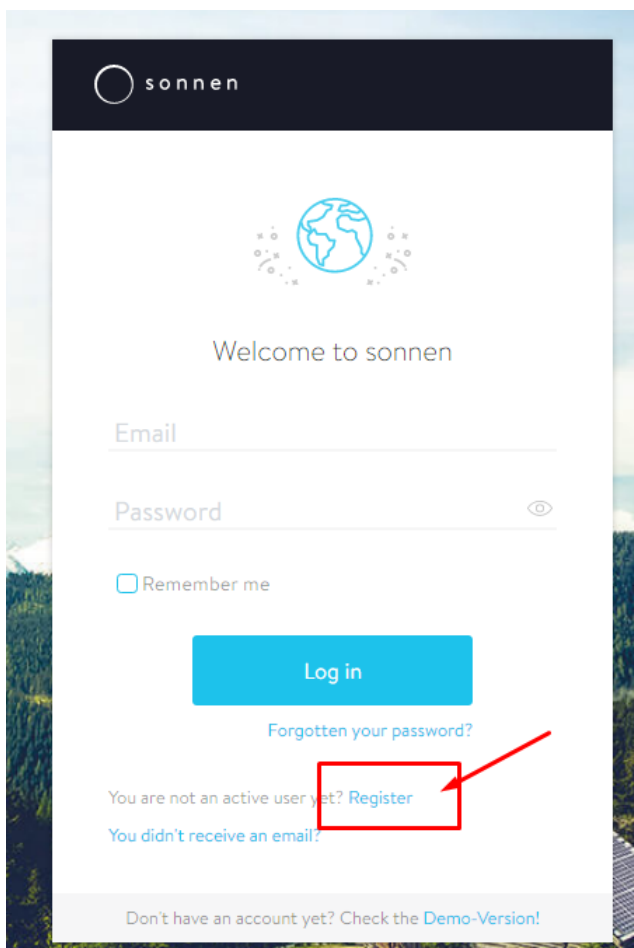 sonnen
Welcome to sonnen
Email
Password
Remember me
Log in
Forgotten your password?
You are not an active user yet? Register
You didn't receive an email?
Don't have an account yet? Check the Demo-Version!